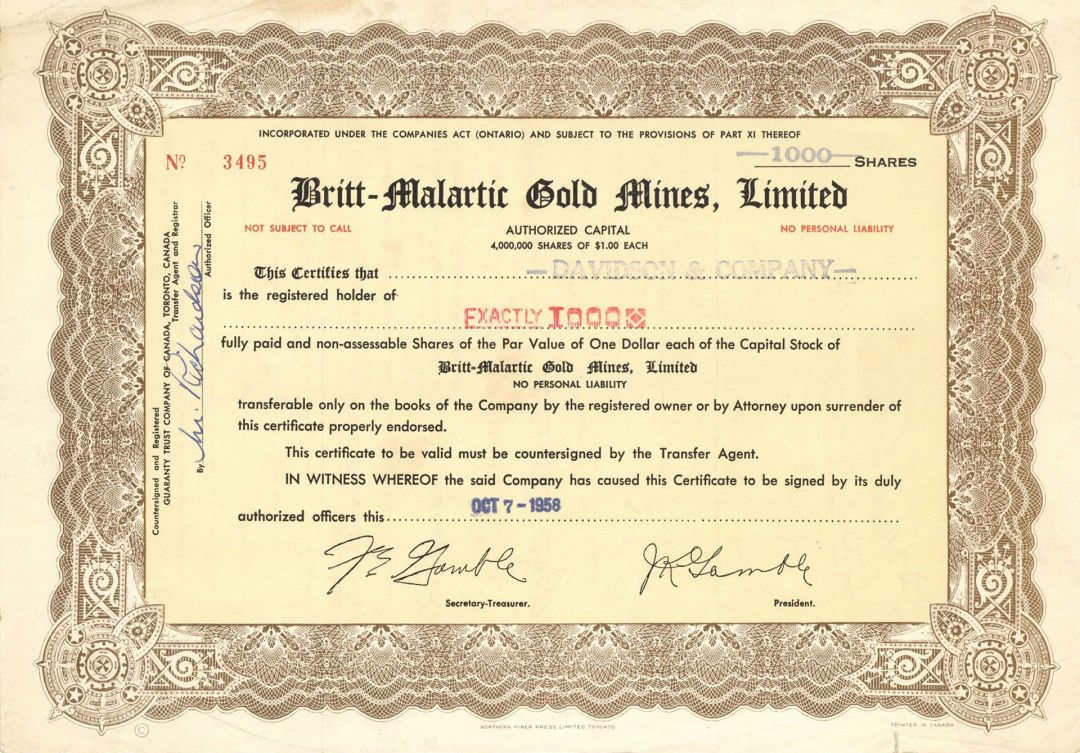 INCORPORATED UNDER THE COMPANIES ACT (ONTARIO) AND SUBJECT TO THE PROVISIONS OF PART XI THEREOF
Nº 3495
—1000— SHARES
Britt-Malartic Gold Mines, Limited
NOT SUBJECT TO CALL
AUTHORIZED CAPITAL
NO PERSONAL LIABILITY
4,000,000 SHARES OF $1.00 EACH
This Certifies that —DAVIDSON & COMPANY—
is the registered holder of
EXACTLY 1000
fully paid and non-assessable Shares of the Par Value of One Dollar each of the Capital Stock of
Britt-Malartic Gold Mines, Limited
NO PERSONAL LIABILITY
transferable only on the books of the Company by the registered owner or by Attorney upon surrender of
this certificate properly endorsed.
This certificate to be valid must be countersigned by the Transfer Agent.
IN WITNESS WHEREOF the said Company has caused this Certificate to be signed by its duly
authorized officers this OCT 7 - 1958
F E Gamble
Secretary-Treasurer.
J R Gamble
President.
Countersigned and Registered
GUARANTY TRUST COMPANY OF CANADA, TORONTO, CANADA
Transfer Agent and Registrar
By Richardson
Authorized Officer
©
NORTHERN MINER PRESS LIMITED, TORONTO
PRINTED IN CANADA